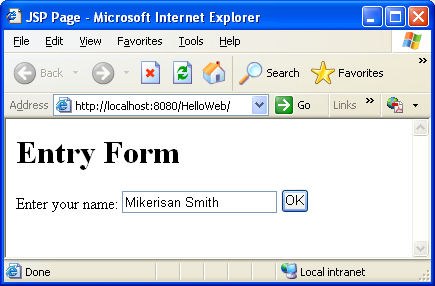 JSP Page - Microsoft Internet Explorer
File Edit View Favorites Tools Help
Back Search Favorites »
Address http://localhost:8080/HelloWeb/ Go Links » »
Entry Form
Enter your name: Mikerisan Smith OK
Done Local intranet